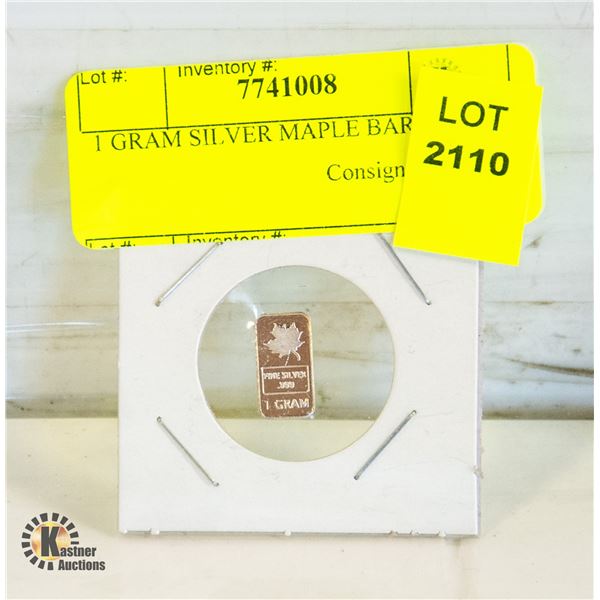 Lot #:
Inventory #:
7741008
1 GRAM SILVER MAPLE BAR
Consign
LOT
2110
Lot #:
Inventory #:
FINE SILVER
.999
1 GRAM
Kastner
Auctions